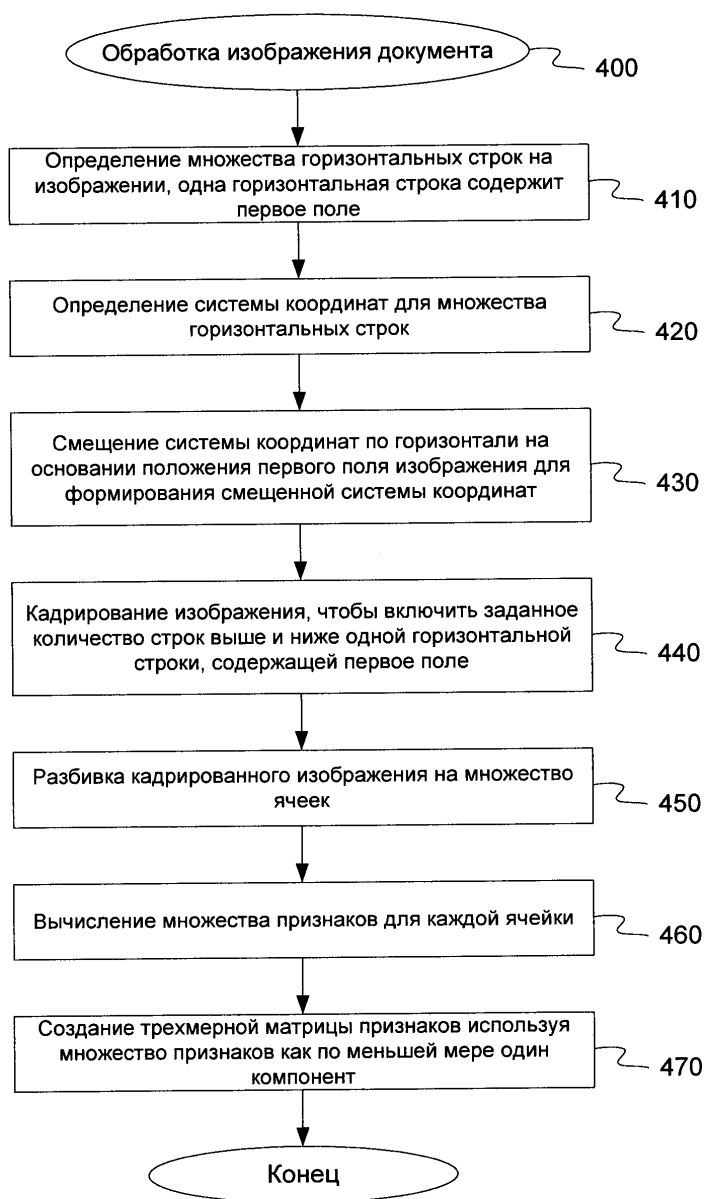 Обработка изображения документа
400
Определение множества горизонтальных строк на
изображении, одна горизонтальная строка содержит
первое поле
410
Определение системы координат для множества
горизонтальных строк
420
Смещение системы координат по горизонтали на
основании положения первого поля изображения для
формирования смещенной системы координат
430
Кадрирование изображения, чтобы включить заданное
количество строк выше и ниже одной горизонтальной
строки, содержащей первое поле
440
Разбивка кадрированного изображения на множество
ячеек
450
Вычисление множества признаков для каждой ячейки
460
Создание трехмерной матрицы признаков используя
множество признаков как по меньшей мере один
компонент
470
Конец